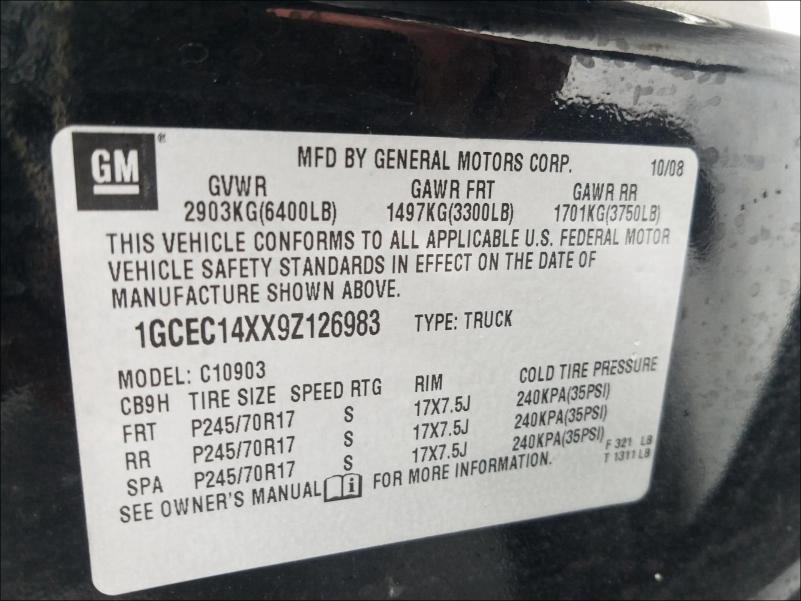 GM®
MFD BY GENERAL MOTORS CORP. 10/08
GVWR GAWR FRT GAWR RR
2903KG(6400LB) 1497KG(3300LB) 1701KG(3750LB)
THIS VEHICLE CONFORMS TO ALL APPLICABLE U.S. FEDERAL MOTOR
VEHICLE SAFETY STANDARDS IN EFFECT ON THE DATE OF
MANUFACTURE SHOWN ABOVE.
1GCEC14XX9Z126983 TYPE: TRUCK
MODEL: C10903
CB9H TIRE SIZE SPEED RTG RIM COLD TIRE PRESSURE
FRT P245/70R17 S 17X7.5J 240KPA(35PSI)
RR P245/70R17 S 17X7.5J 240KPA(35PSI)
SPA P245/70R17 S 17X7.5J 240KPA(35PSI) F 321 LB
T 1311 LB
SEE OWNER'S MANUAL i FOR MORE INFORMATION.